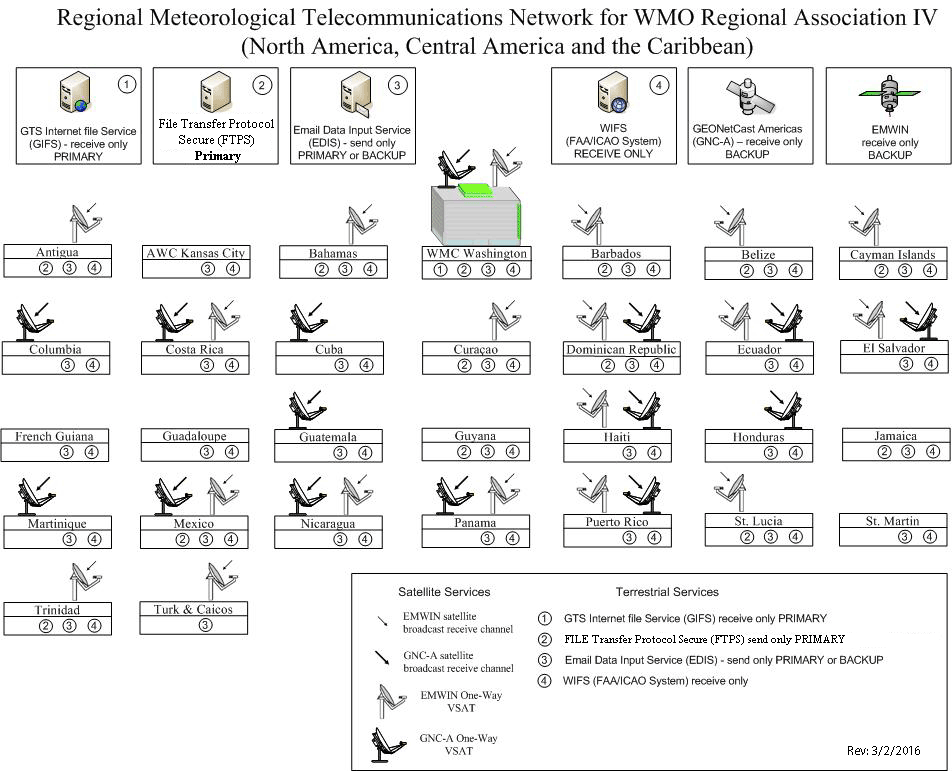 Regional Meteorological Telecommunications Network for WMO Regional Association IV
(North America, Central America and the Caribbean)
1
GTS Internet file Service
(GIFS) - receive only
PRIMARY
2
File Transfer Protocol
Secure (FTPS)
Primary
3
Email Data Input Service
(EDIS) - send only
PRIMARY or BACKUP
4
WIFS
(FAA/ICAO System)
RECEIVE ONLY
GEONetCast Americas
(GNC-A) – receive only
BACKUP
EMWIN
receive only
BACKUP
Antigua
2 3 4
AWC Kansas City
3 4
Bahamas
2 3 4
WMC Washington
1 2 3 4
Barbados
2 3 4
Belize
2 3 4
Cayman Islands
2 3 4
Columbia
3 4
Costa Rica
3 4
Cuba
3 4
Curaçao
2 3 4
Dominican Republic
2 3 4
Ecuador
3 4
El Salvador
3 4
French Guiana
3 4
Guadaloupe
3 4
Guatemala
3 4
Guyana
2 3 4
Haiti
3 4
Honduras
3 4
Jamaica
2 3 4
Martinique
3 4
Mexico
2 3 4
Nicaragua
3 4
Panama
3 4
Puerto Rico
3 4
St. Lucia
2 3 4
St. Martin
3 4
Trinidad
2 3 4
Turk & Caicos
3
Satellite Services
EMWIN satellite
broadcast receive channel
GNC-A satellite
broadcast receive channel
EMWIN One-Way
VSAT
GNC-A One-Way
VSAT
Terrestrial Services
1 GTS Internet file Service (GIFS) receive only PRIMARY
2 FILE Transfer Protocol Secure (FTPS) send only PRIMARY
3 Email Data Input Service (EDIS) - send only PRIMARY or BACKUP
4 WIFS (FAA/ICAO System) receive only
Rev: 3/2/2016